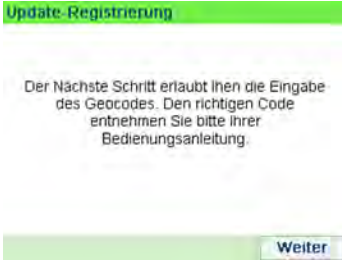 Update-Registrierung
Der Nächste Schritt erlaubt Ihen die Eingabe
des Geocodes. Den richtigen Code
entnehmen Sie bitte Ihrer
Bedienungsanleitung.
Weiter